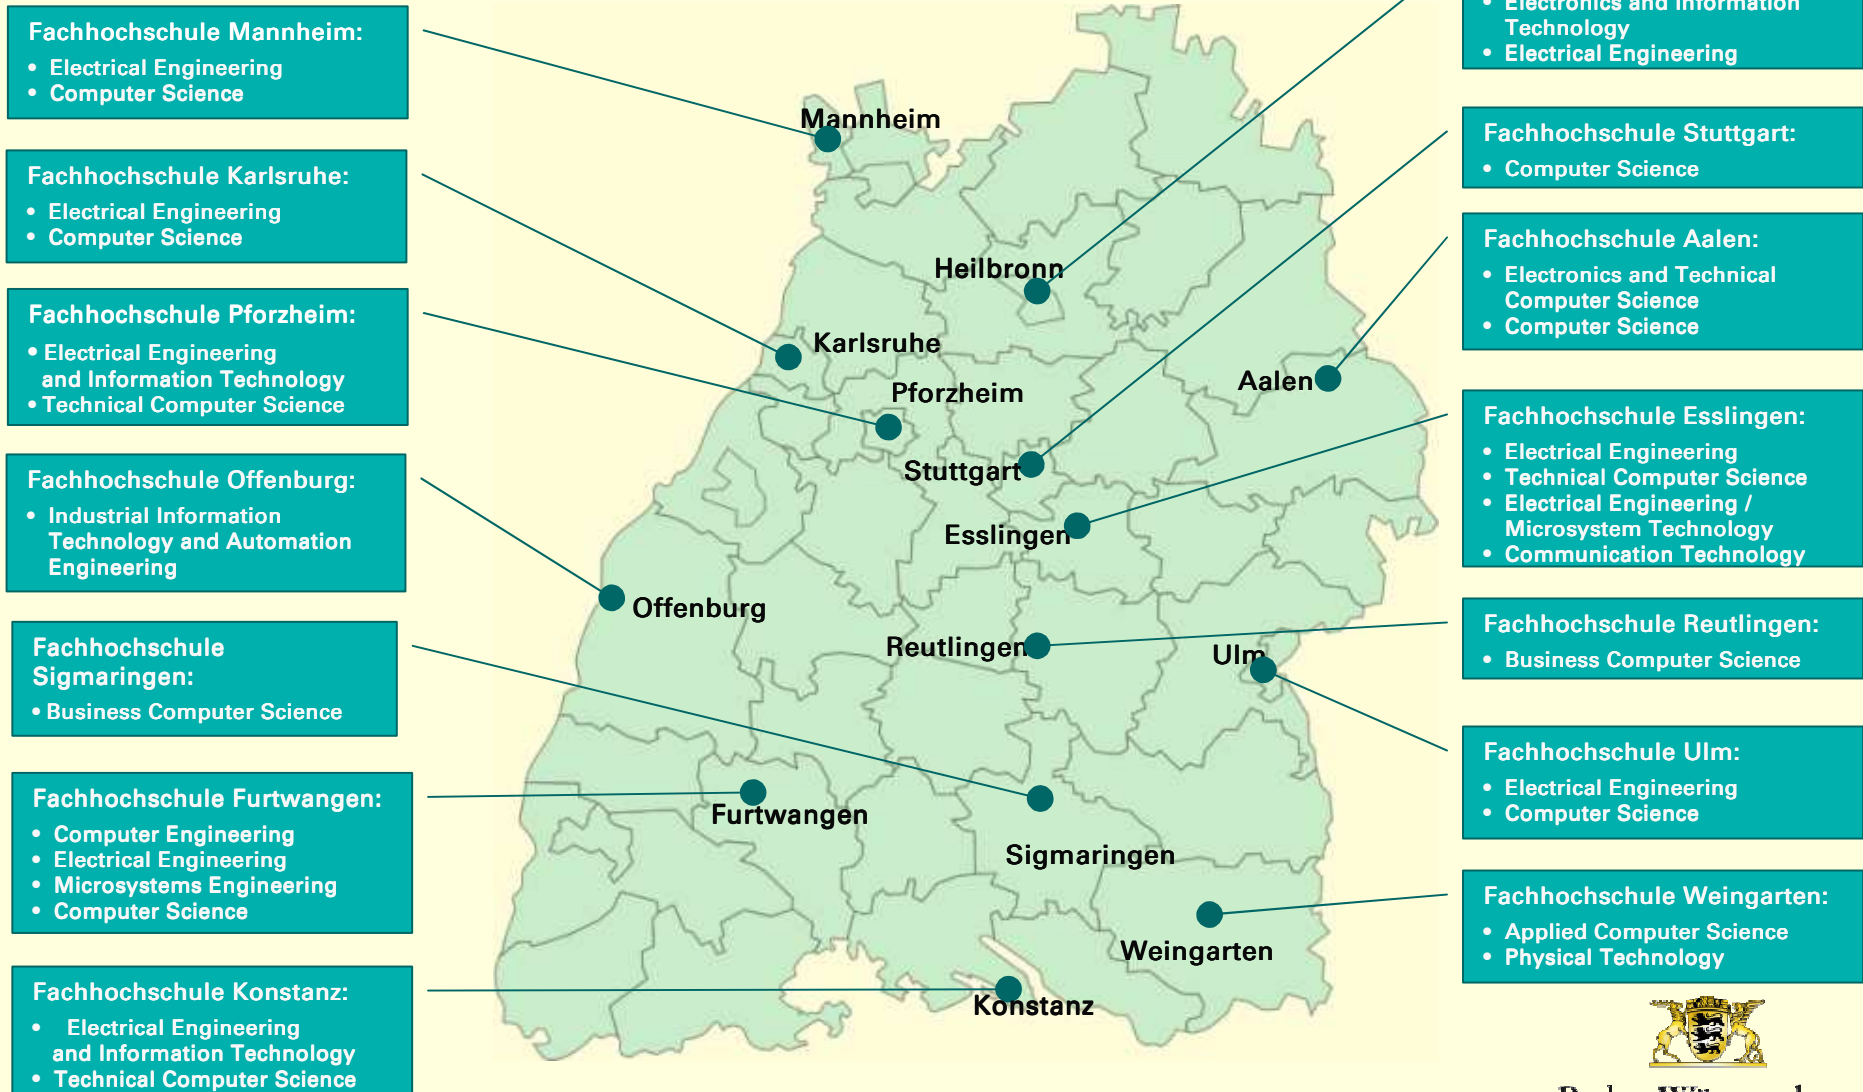 Fachhochschule Mannheim:
• Electrical Engineering
• Computer Science
Fachhochschule Karlsruhe:
• Electrical Engineering
• Computer Science
Fachhochschule Pforzheim:
• Electrical Engineering
and Information Technology
• Technical Computer Science
Fachhochschule Offenburg:
• Industrial Information
Technology and Automation
Engineering
Fachhochschule
Sigmaringen:
• Business Computer Science
Fachhochschule Furtwangen:
• Computer Engineering
• Electrical Engineering
• Microsystems Engineering
• Computer Science
Fachhochschule Konstanz:
• Electrical Engineering
and Information Technology
• Technical Computer Science
Mannheim
Heilbronn
Karlsruhe
Pforzheim
Aalen
Stuttgart
Esslingen
Offenburg
Reutlingen
Ulm
Furtwangen
Sigmaringen
Weingarten
Konstanz
• Electronics and Information
Technology
• Electrical Engineering
Fachhochschule Stuttgart:
• Computer Science
Fachhochschule Aalen:
• Electronics and Technical
Computer Science
• Computer Science
Fachhochschule Esslingen:
• Electrical Engineering
• Technical Computer Science
• Electrical Engineering /
Microsystem Technology
• Communication Technology
Fachhochschule Reutlingen:
• Business Computer Science
Fachhochschule Ulm:
• Electrical Engineering
• Computer Science
Fachhochschule Weingarten:
• Applied Computer Science
• Physical Technology